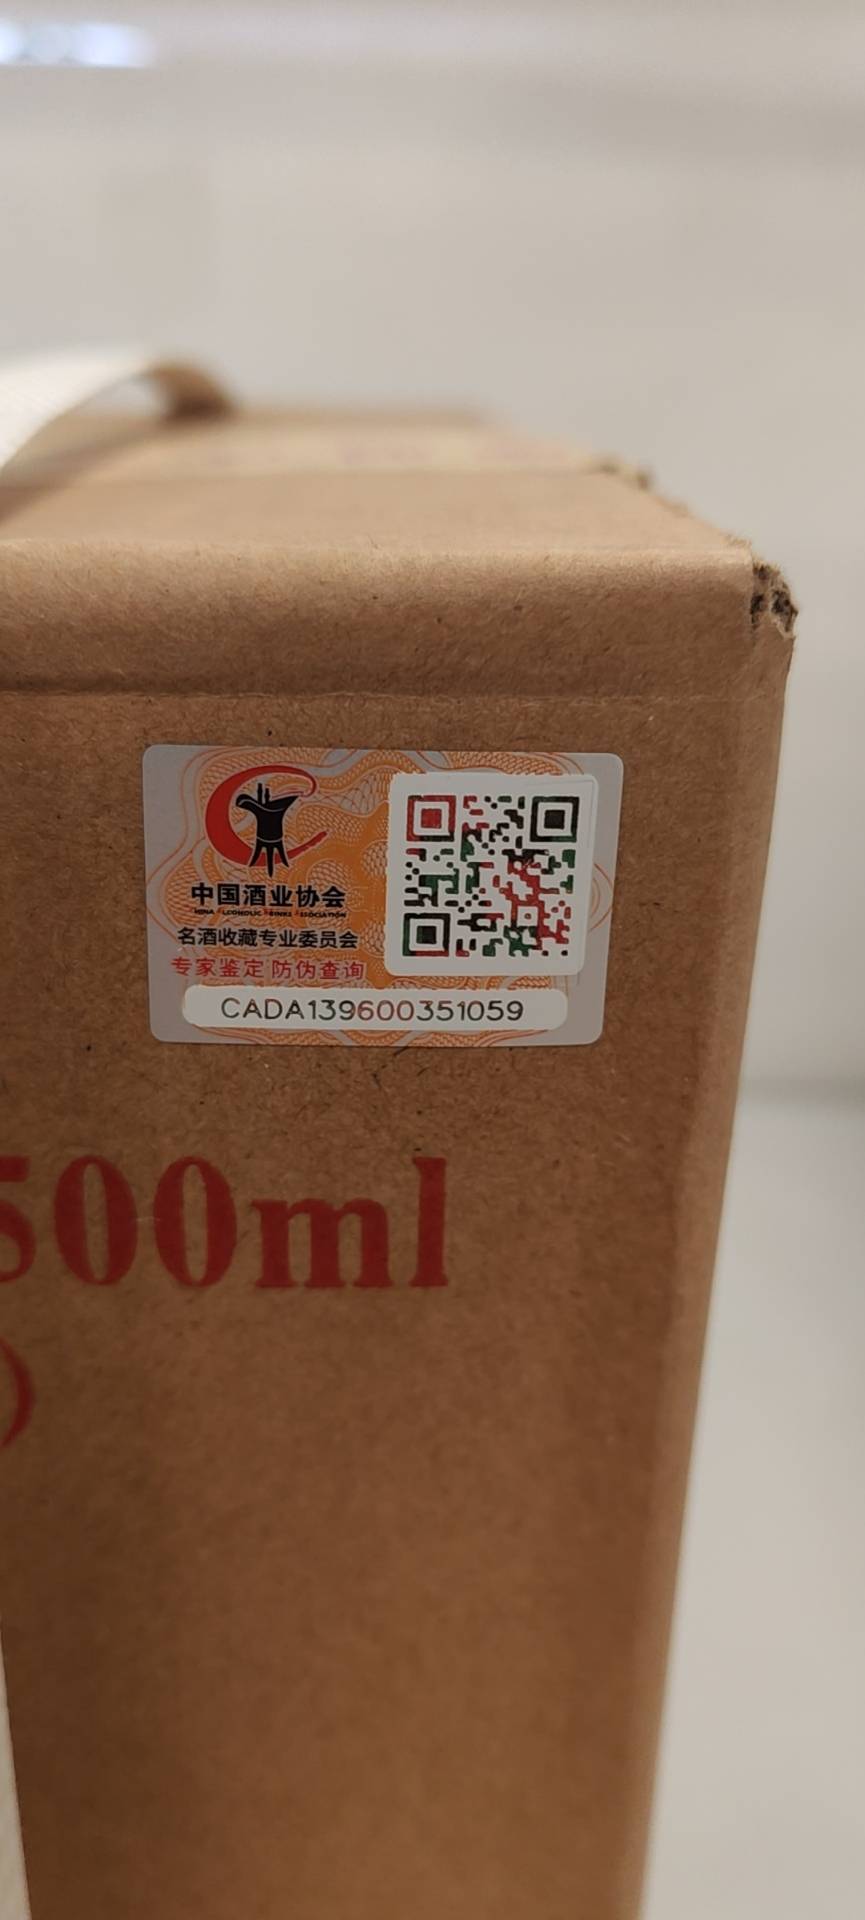 中国酒业协会
名酒收藏专业委员会
专家鉴定防伪查询
CADA139600351059
500ml
)